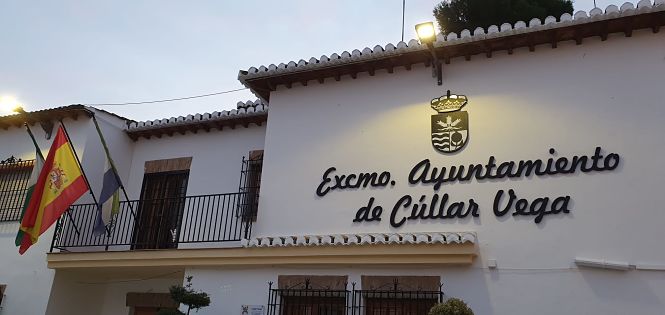 Excmo. Ayuntamiento
de Cúllar Vega